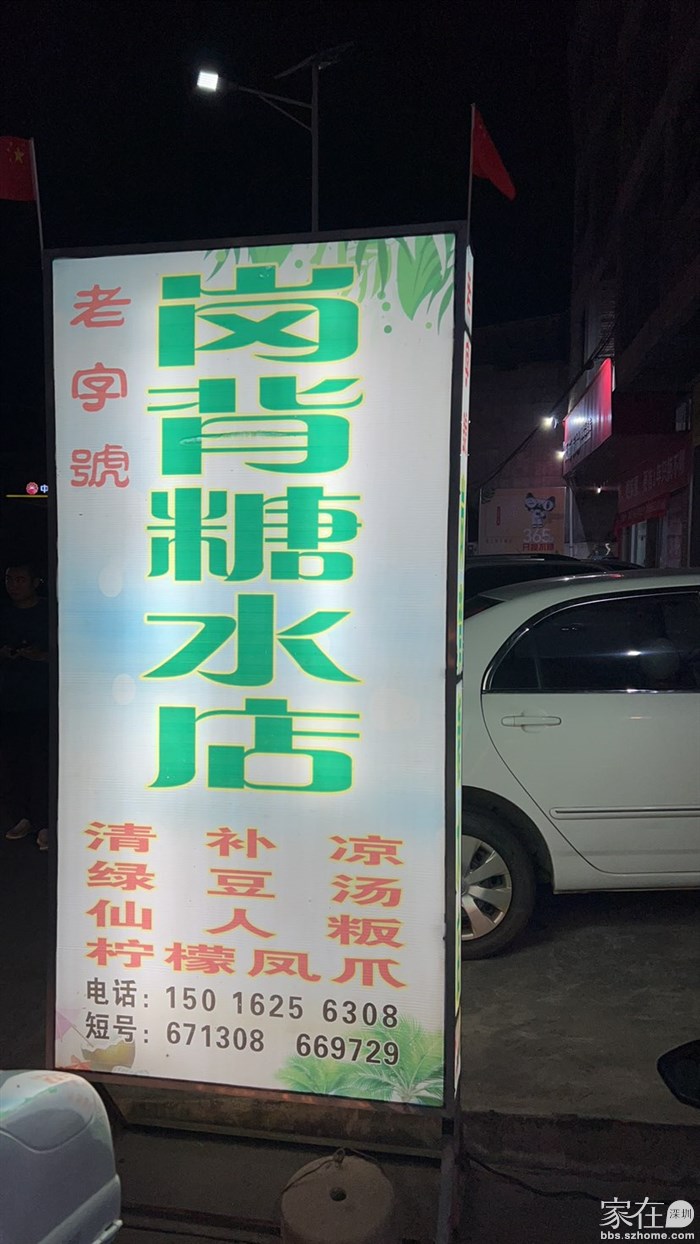 老字號
岗背糖水店
清补凉
绿豆汤
仙人粄
柠檬凤爪
电话：150 1625 6308
短号：671308 669729
365
家在深圳
bbs.szhome.com